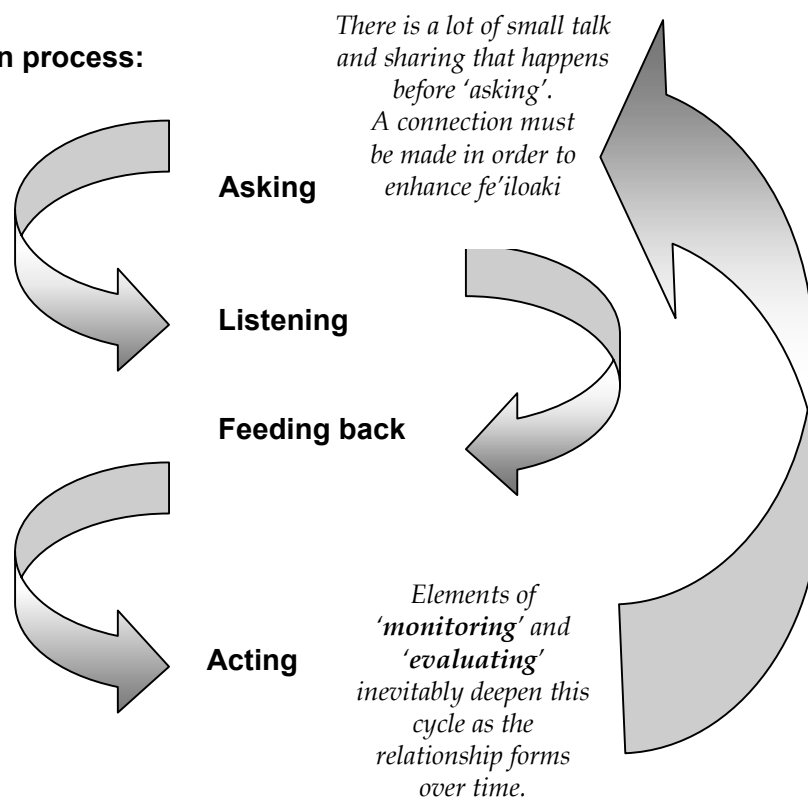 n process:
There is a lot of small talk
and sharing that happens
before ‘asking’.
A connection must
be made in order to
enhance fe’iloaki
Asking
Listening
Feeding back
Acting
Elements of
‘monitoring’ and
‘evaluating’
inevitably deepen this
cycle as the
relationship forms
over time.